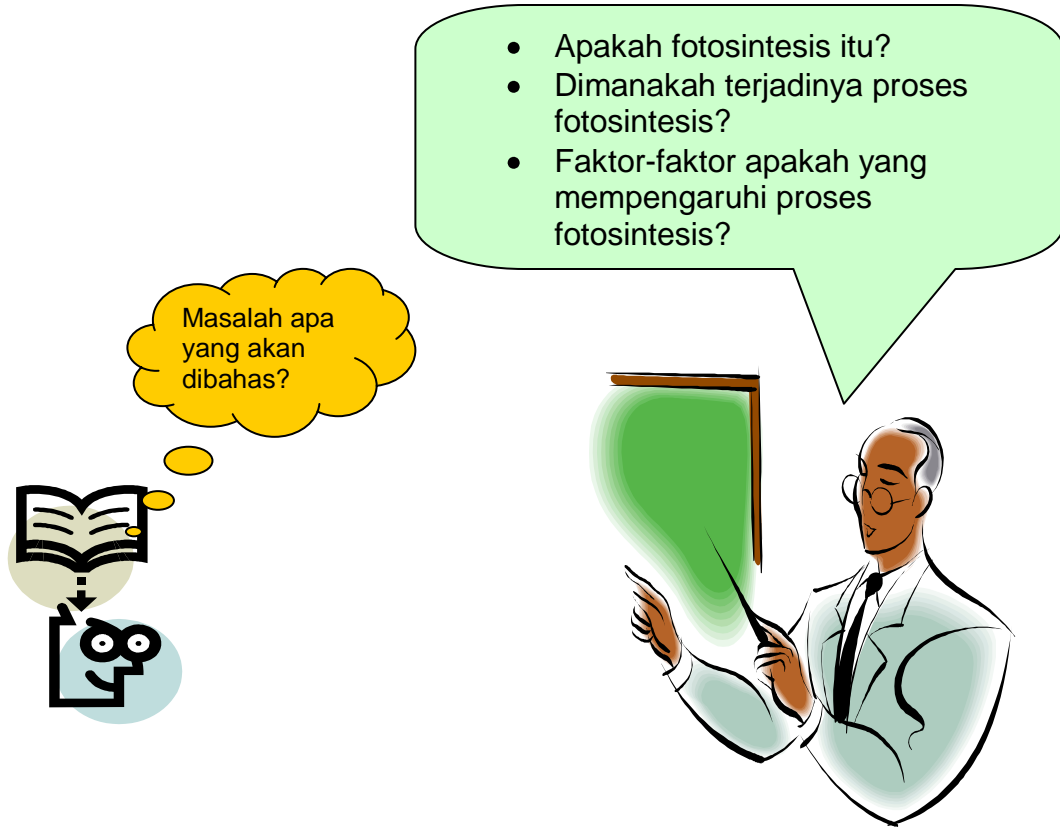 • Apakah fotosintesis itu?
• Dimanakah terjadinya proses
fotosintesis?
• Faktor-faktor apakah yang
mempengaruhi proses
fotosintesis?
Masalah apa
yang akan
dibahas?